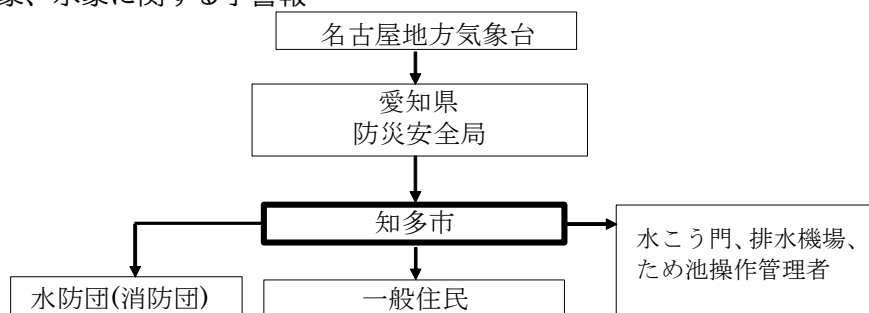 象、水象に関する予警報
名古屋地方気象台
愛知県
防災安全局
知多市
水こう門、排水機場、
ため池操作管理者
水防団(消防団)
一般住民